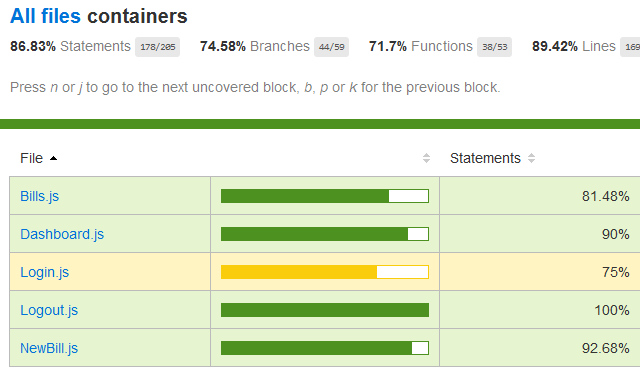 All files containers
86.83% Statements 178/205 74.58% Branches 44/59 71.7% Functions 38/53 89.42% Lines 169
Press n or j to go to the next uncovered block, b, p or k for the previous block.
File Statements
Bills.js 81.48%
Dashboard.js 90%
Login.js 75%
Logout.js 100%
NewBill.js 92.68%